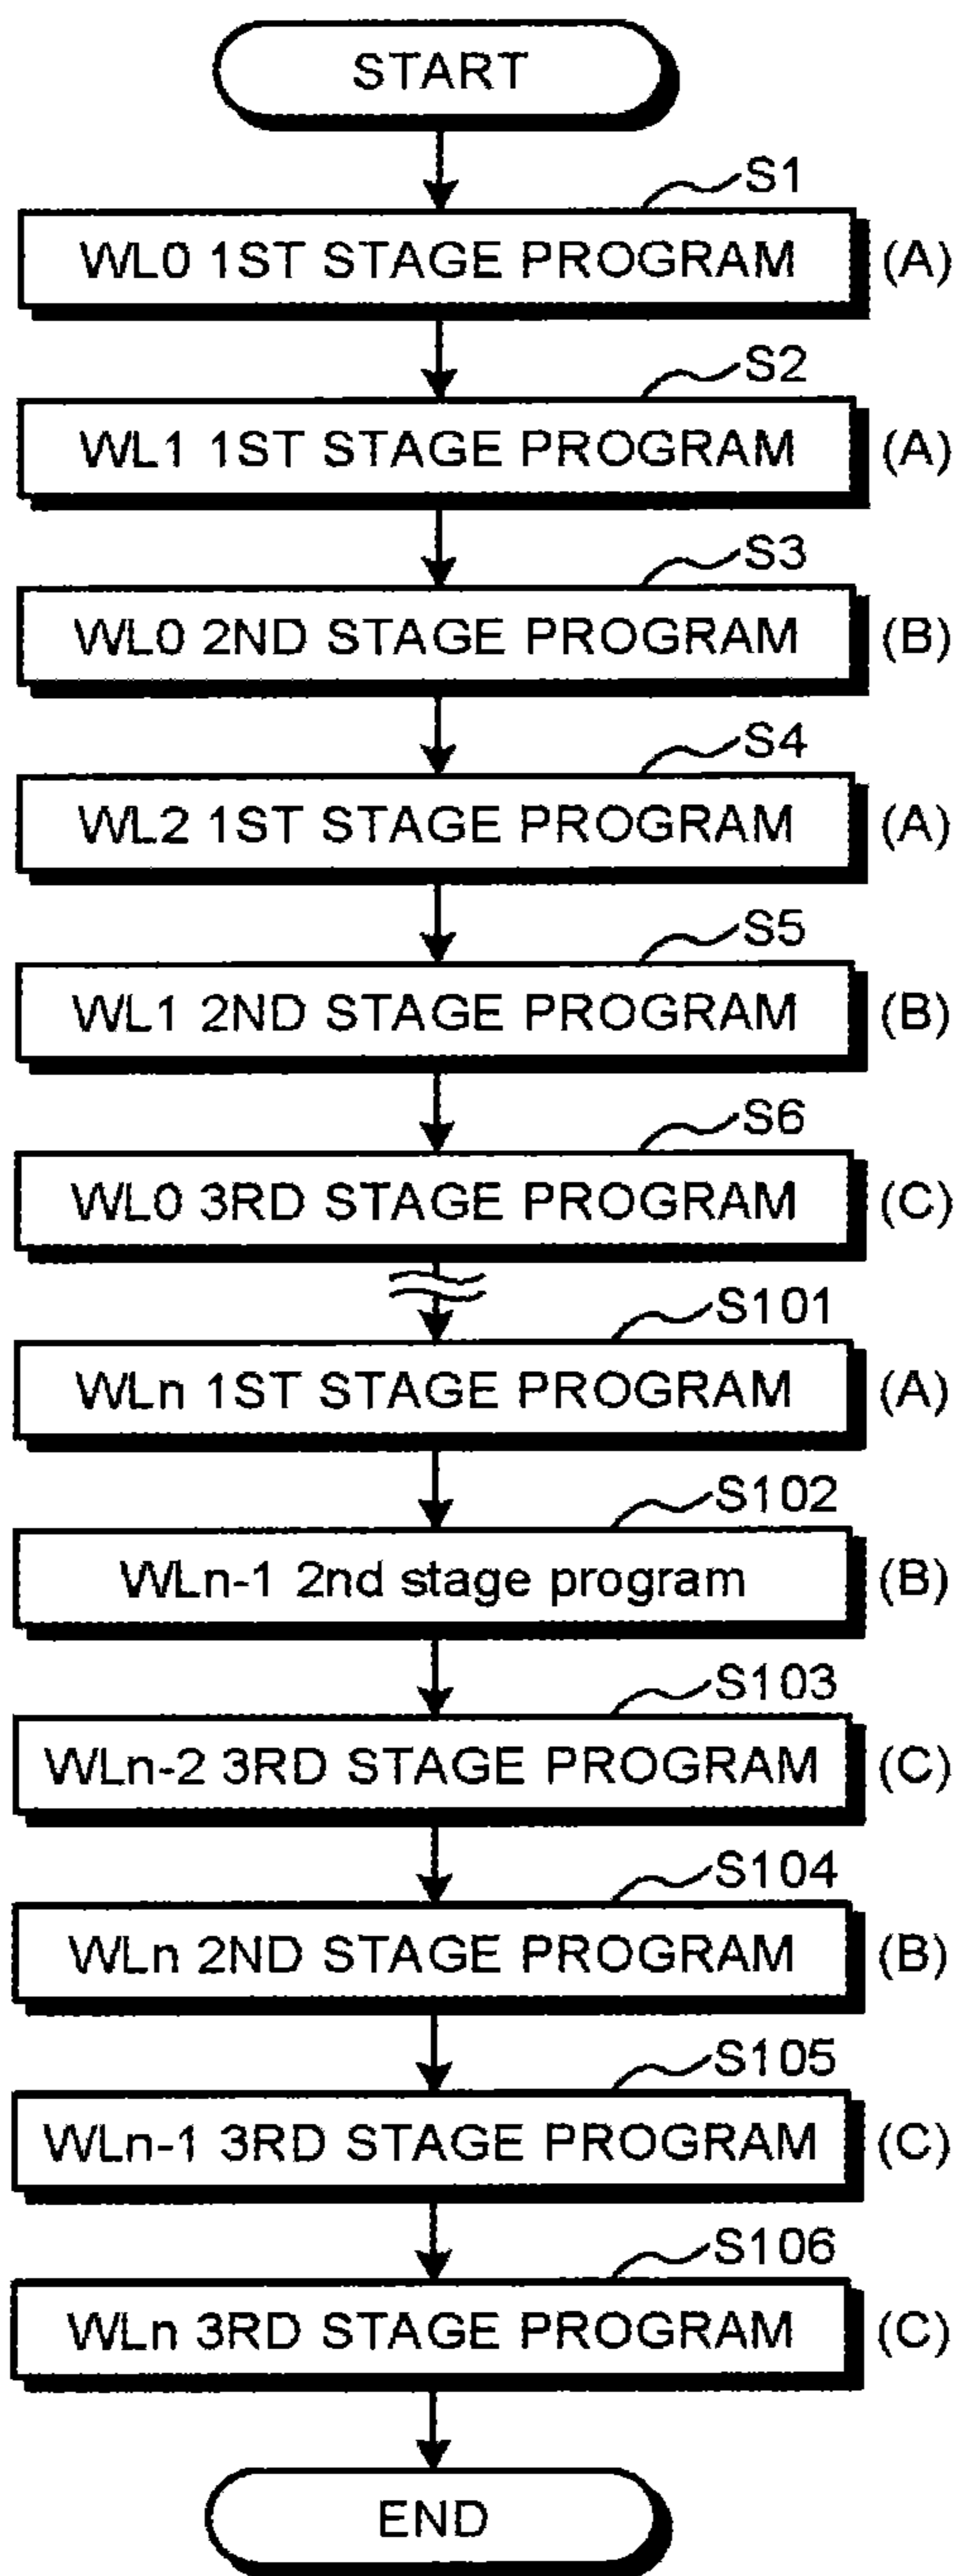 START
S1
WL0 1ST STAGE PROGRAM (A)
S2
WL1 1ST STAGE PROGRAM (A)
S3
WL0 2ND STAGE PROGRAM (B)
S4
WL2 1ST STAGE PROGRAM (A)
S5
WL1 2ND STAGE PROGRAM (B)
S6
WL0 3RD STAGE PROGRAM (C)
S101
WLn 1ST STAGE PROGRAM (A)
S102
WLn-1 2nd stage program (B)
S103
WLn-2 3RD STAGE PROGRAM (C)
S104
WLn 2ND STAGE PROGRAM (B)
S105
WLn-1 3RD STAGE PROGRAM (C)
S106
WLn 3RD STAGE PROGRAM (C)
END